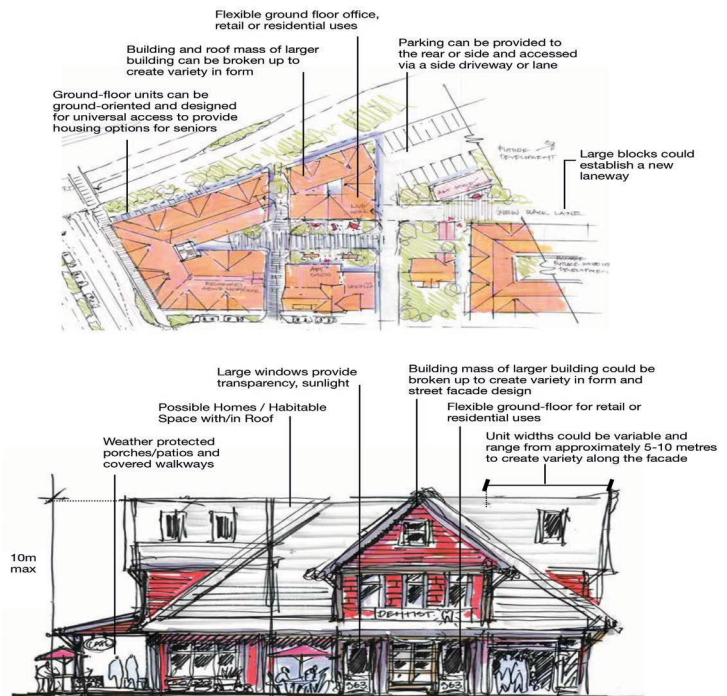 Flexible ground floor office,
retail or residential uses
Building and roof mass of larger
building can be broken up to
create variety in form
Parking can be provided to
the rear or side and accessed
via a side driveway or lane
Ground-floor units can be
ground-oriented and designed
for universal access to provide
housing options for seniors
FUTURE
DEVELOPMENT
Large blocks could
establish a new
laneway
NEW BACK LANE
Large windows provide
transparency, sunlight
Building mass of larger building could be
broken up to create variety in form and
street facade design
Possible Homes / Habitable
Space with/in Roof
Flexible ground-floor for retail or
residential uses
Weather protected
porches/patios and
covered walkways
Unit widths could be variable and
range from approximately 5-10 metres
to create variety along the facade
10m
max
DENTIST
563
563